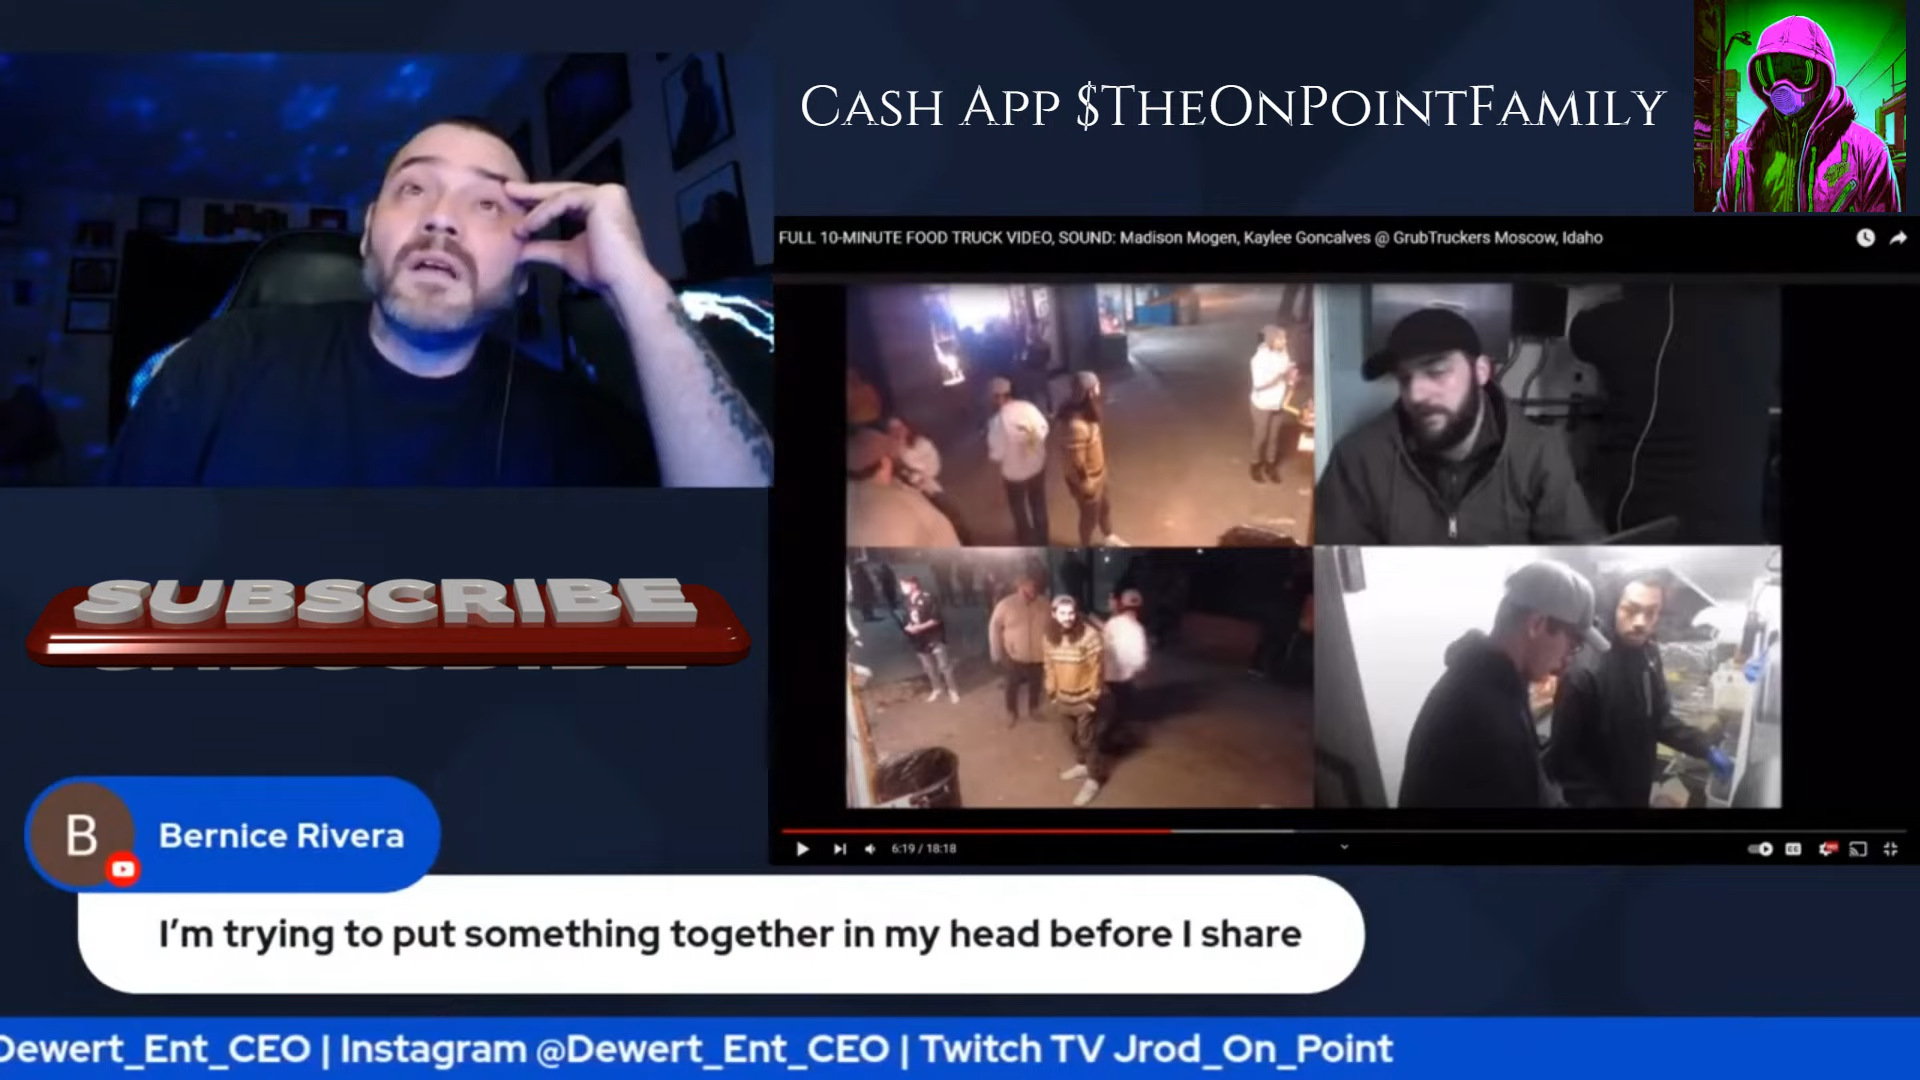 Cash App $TheOnPointFamily
FULL 10-MINUTE FOOD TRUCK VIDEO, SOUND: Madison Mogen, Kaylee Goncalves @ GrubTruckers Moscow, Idaho
SUBSCRIBE
6:19 / 18:18
B
Bernice Rivera
I'm trying to put something together in my head before I share
Dewert_Ent_CEO | Instagram @Dewert_Ent_CEO | Twitch TV Jrod_On_Point